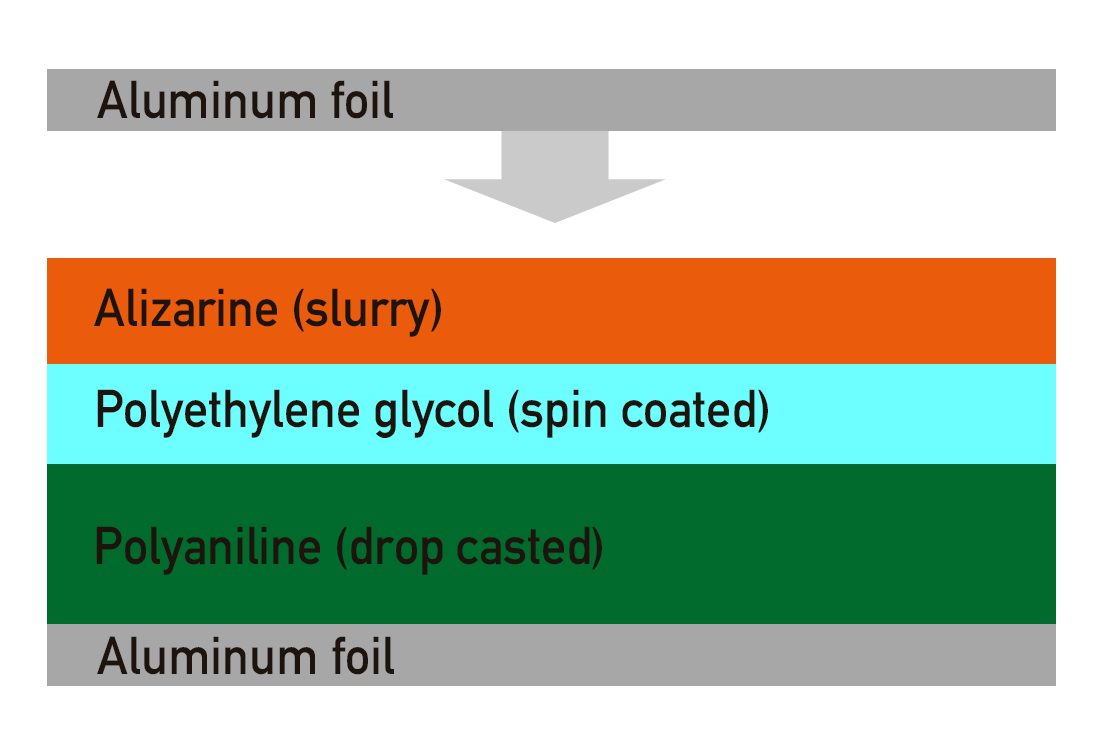 Aluminum foil
Alizarine (slurry)
Polyethylene glycol (spin coated)
Polyaniline (drop casted)
Aluminum foil